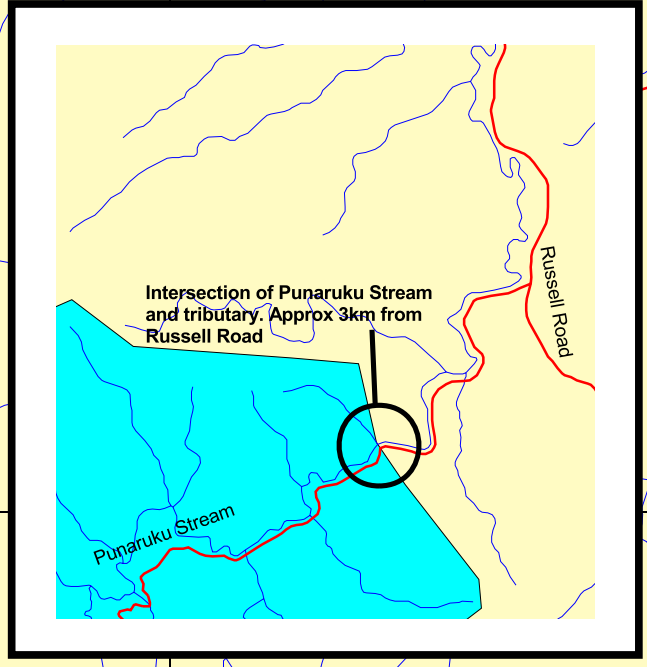 Russell Road
Intersection of Punaruku Stream
and tributary. Approx 3km from
Russell Road
Punaruku Stream